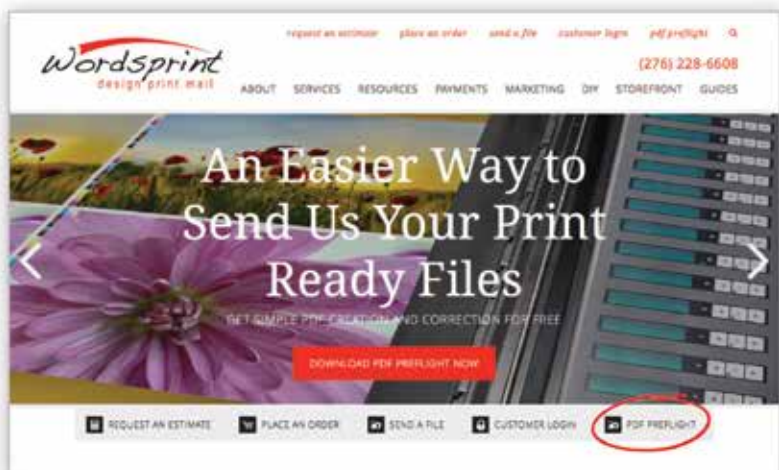 request an estimate place an order send a file customer login pdf preflight
Wordsprint
design print mail
(276) 228-6608
ABOUT SERVICES RESOURCES PAYMENTS MARKETING DIY STOREFRONT GUIDES
An Easier Way to
Send Us Your Print
Ready Files
GET SIMPLE PDF CREATION AND CORRECTION FOR FREE
DOWNLOAD PDF PREFLIGHT NOW
REQUEST AN ESTIMATE PLACE AN ORDER SEND A FILE CUSTOMER LOGIN PDF PREFLIGHT